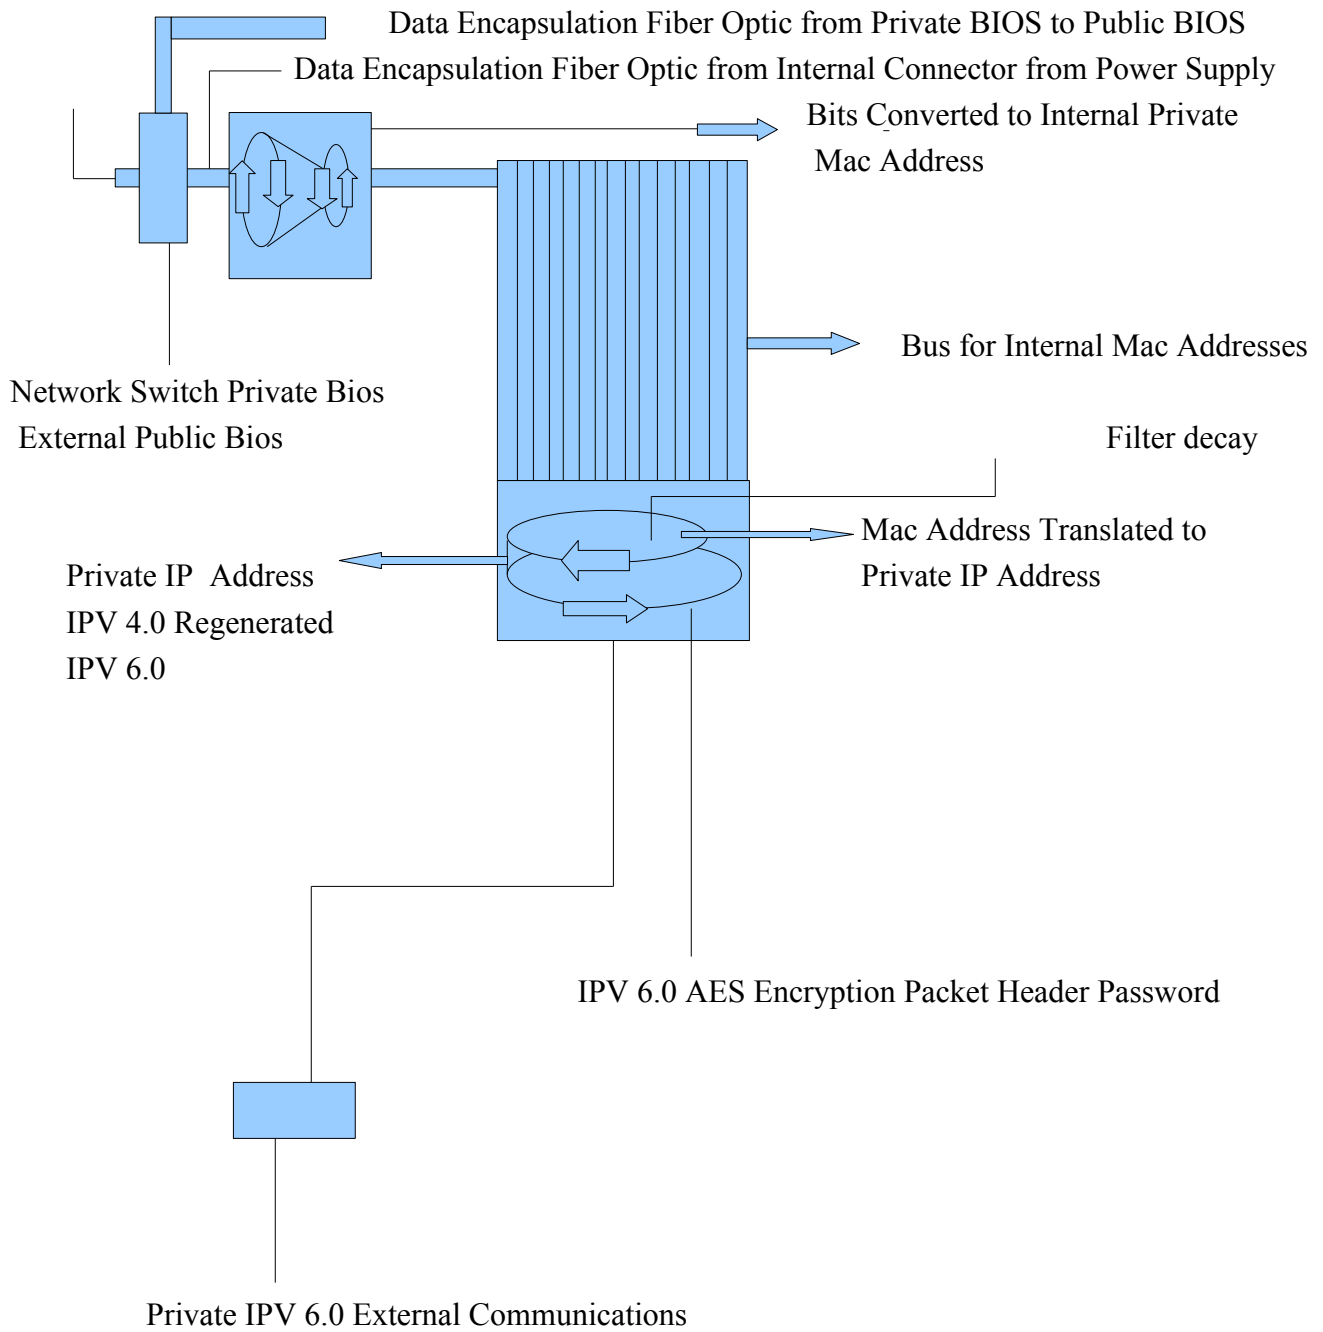 Data Encapsulation Fiber Optic from Private BIOS to Public BIOS
Data Encapsulation Fiber Optic from Internal Connector from Power Supply
Bits Converted to Internal Private
Mac Address
Bus for Internal Mac Addresses
Network Switch Private Bios
External Public Bios
Filter decay
Mac Address Translated to
Private IP Address
Private IP Address
IPV 4.0 Regenerated
IPV 6.0
IPV 6.0 AES Encryption Packet Header Password
Private IPV 6.0 External Communications